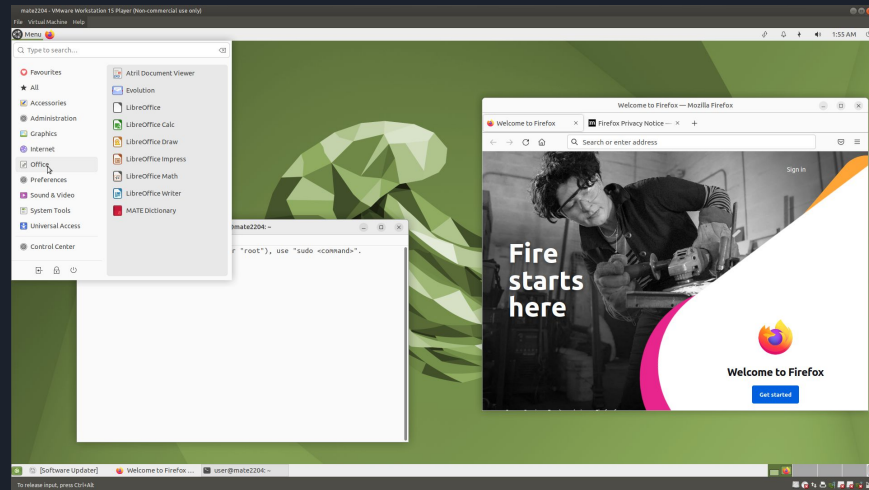 mate2204 - VMware Workstation 15 Player (Non-commercial use only)
File Virtual Machine Help
Menu
1:55 AM
Type to search...
Favourites
All
Accessories
Administration
Graphics
Internet
Office
Preferences
Sound & Video
System Tools
Universal Access
Control Center
Atril Document Viewer
Evolution
LibreOffice
LibreOffice Calc
LibreOffice Draw
LibreOffice Impress
LibreOffice Math
LibreOffice Writer
MATE Dictionary
@mate2204: ~
r "root"), use "sudo <command>".
Welcome to Firefox — Mozilla Firefox
Welcome to Firefox
Firefox Privacy Notice —
Search or enter address
Sign in
Fire
starts
here
Welcome to Firefox
Get started
[Software Updater]
Welcome to Firefox ...
user@mate2204: ~
To release input, press Ctrl+Alt